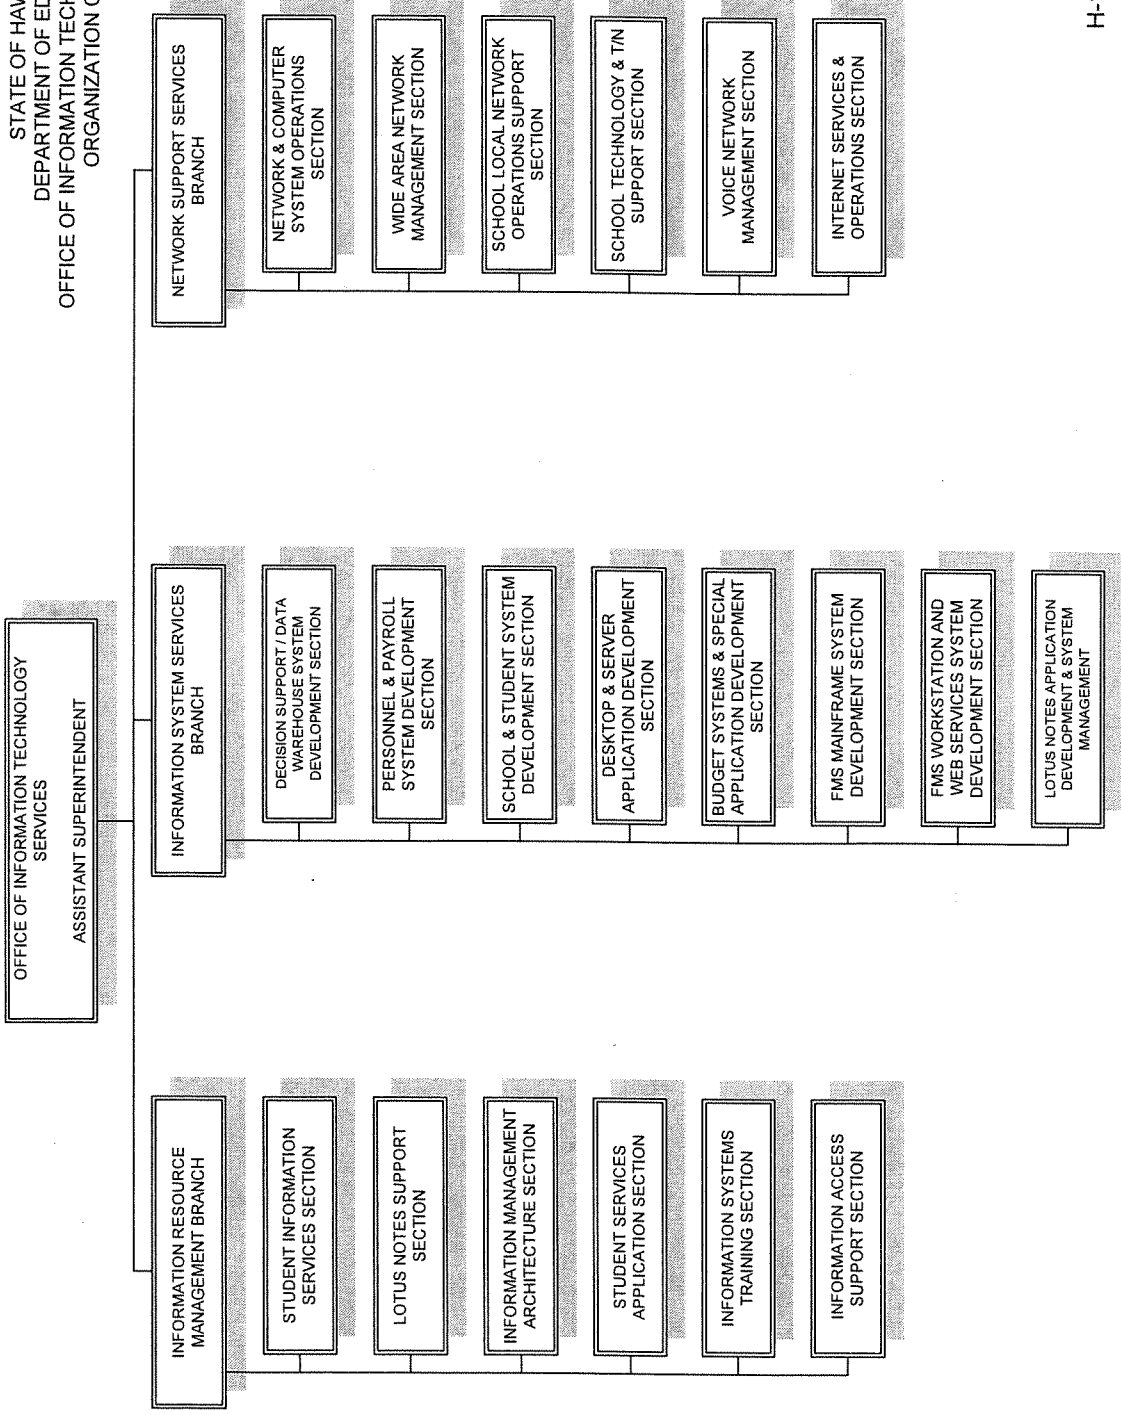 STATE OF HAW
DEPARTMENT OF ED
OFFICE OF INFORMATION TECH
ORGANIZATION C
OFFICE OF INFORMATION TECHNOLOGY
SERVICES
ASSISTANT SUPERINTENDENT
INFORMATION RESOURCE
MANAGEMENT BRANCH
STUDENT INFORMATION
SERVICES SECTION
LOTUS NOTES SUPPORT
SECTION
INFORMATION MANAGEMENT
ARCHITECTURE SECTION
STUDENT SERVICES
APPLICATION SECTION
INFORMATION SYSTEMS
TRAINING SECTION
INFORMATION ACCESS
SUPPORT SECTION
INFORMATION SYSTEM SERVICES
BRANCH
DECISION SUPPORT / DATA
WAREHOUSE SYSTEM
DEVELOPMENT SECTION
PERSONNEL & PAYROLL
SYSTEM DEVELOPMENT
SECTION
SCHOOL & STUDENT SYSTEM
DEVELOPMENT SECTION
DESKTOP & SERVER
APPLICATION DEVELOPMENT
SECTION
BUDGET SYSTEMS & SPECIAL
APPLICATION DEVELOPMENT
SECTION
FMS MAINFRAME SYSTEM
DEVELOPMENT SECTION
FMS WORKSTATION AND
WEB SERVICES SYSTEM
DEVELOPMENT SECTION
LOTUS NOTES APPLICATION
DEVELOPMENT & SYSTEM
MANAGEMENT
NETWORK SUPPORT SERVICES
BRANCH
NETWORK & COMPUTER
SYSTEM OPERATIONS
SECTION
WIDE AREA NETWORK
MANAGEMENT SECTION
SCHOOL LOCAL NETWORK
OPERATIONS SUPPORT
SECTION
SCHOOL TECHNOLOGY & T/N
SUPPORT SECTION
VOICE NETWORK
MANAGEMENT SECTION
INTERNET SERVICES &
OPERATIONS SECTION
H-